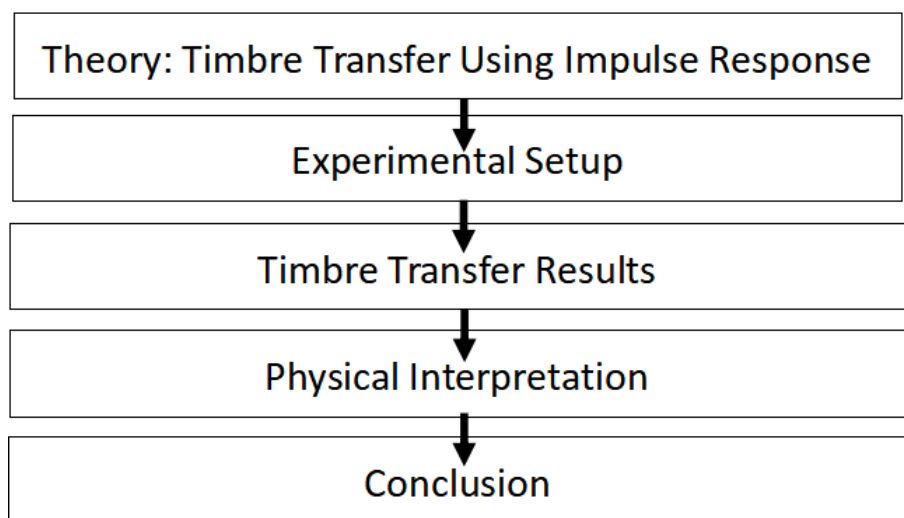 Theory: Timbre Transfer Using Impulse Response
Experimental Setup
Timbre Transfer Results
Physical Interpretation
Conclusion